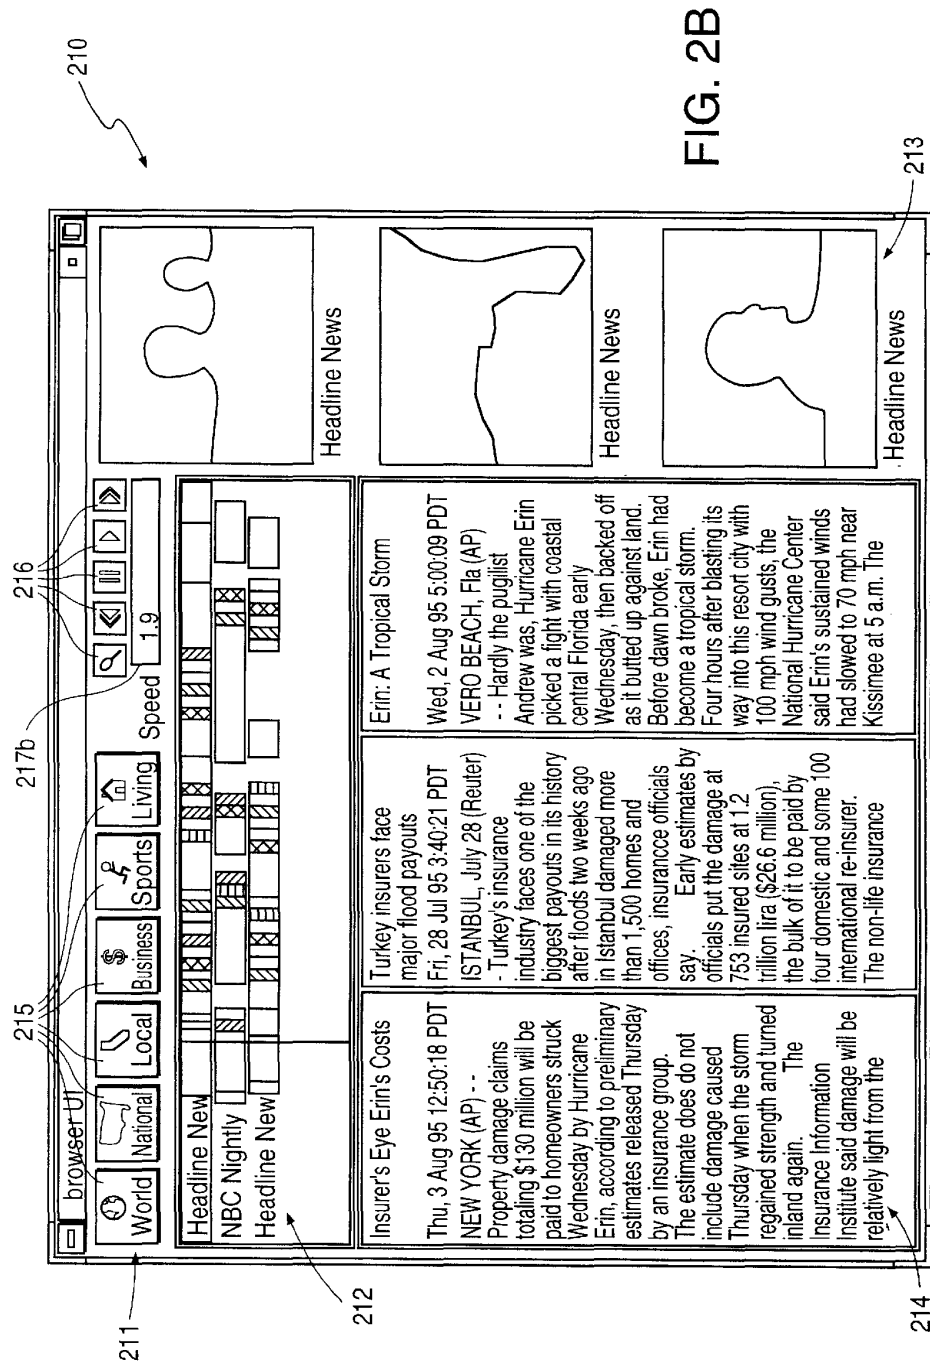 FIG. 2B
210
browser UI
215
216
217b
211
World
National
Local
Business
Sports
Living
Speed
1.9
212
Headline New
NBC Nightly
Headline New
Headline News
Headline News
Headline News
213
214
Insurer's Eye Erin's Costs
Thu, 3 Aug 95 12:50:18 PDT
NEW YORK (AP) - -
Property damage claims
totaling $130 million will be
paid to homeowners struck
Wednesday by Hurricane
Erin, according to preliminary
estimates released Thursday
by an insurance group.
The estimate does do not
include damage caused
Thursday when the storm
regained strength and turned
inland again. The
Insurance Information
Institute said damage will be
relatively light from the
Turkey insurers face
major flood payouts
Fri, 28 Jul 95 3:40:21 PDT
ISTANBUL, July 28 (Reuter)
- Turkey's insurance
industry faces one of the
biggest payouts in its history
after floods two weeks ago
in Istanbul damaged more
than 1,500 homes and
offices, insurancce officials
say. Early estimates by
officials put the damage at
753 insured sites at 1.2
trillion lira ($26.6 million),
the bulk of it to be paid by
four domestic and some 100
international re-insurer.
The non-life insurance
Erin: A Tropical Storm
Wed, 2 Aug 95 5:00:09 PDT
VERO BEACH, Fla (AP)
- - Hardly the pugilist
Andrew was, Hurricane Erin
picked a fight with coastal
central Florida early
Wednesday, then backed off
as it butted up against land.
Before dawn broke, Erin had
become a tropical storm.
Four hours after blasting its
way into this resort city with
100 mph wind gusts, the
National Hurricane Center
said Erin's sustained winds
had slowed to 70 mph near
Kissimee at 5 a.m. The